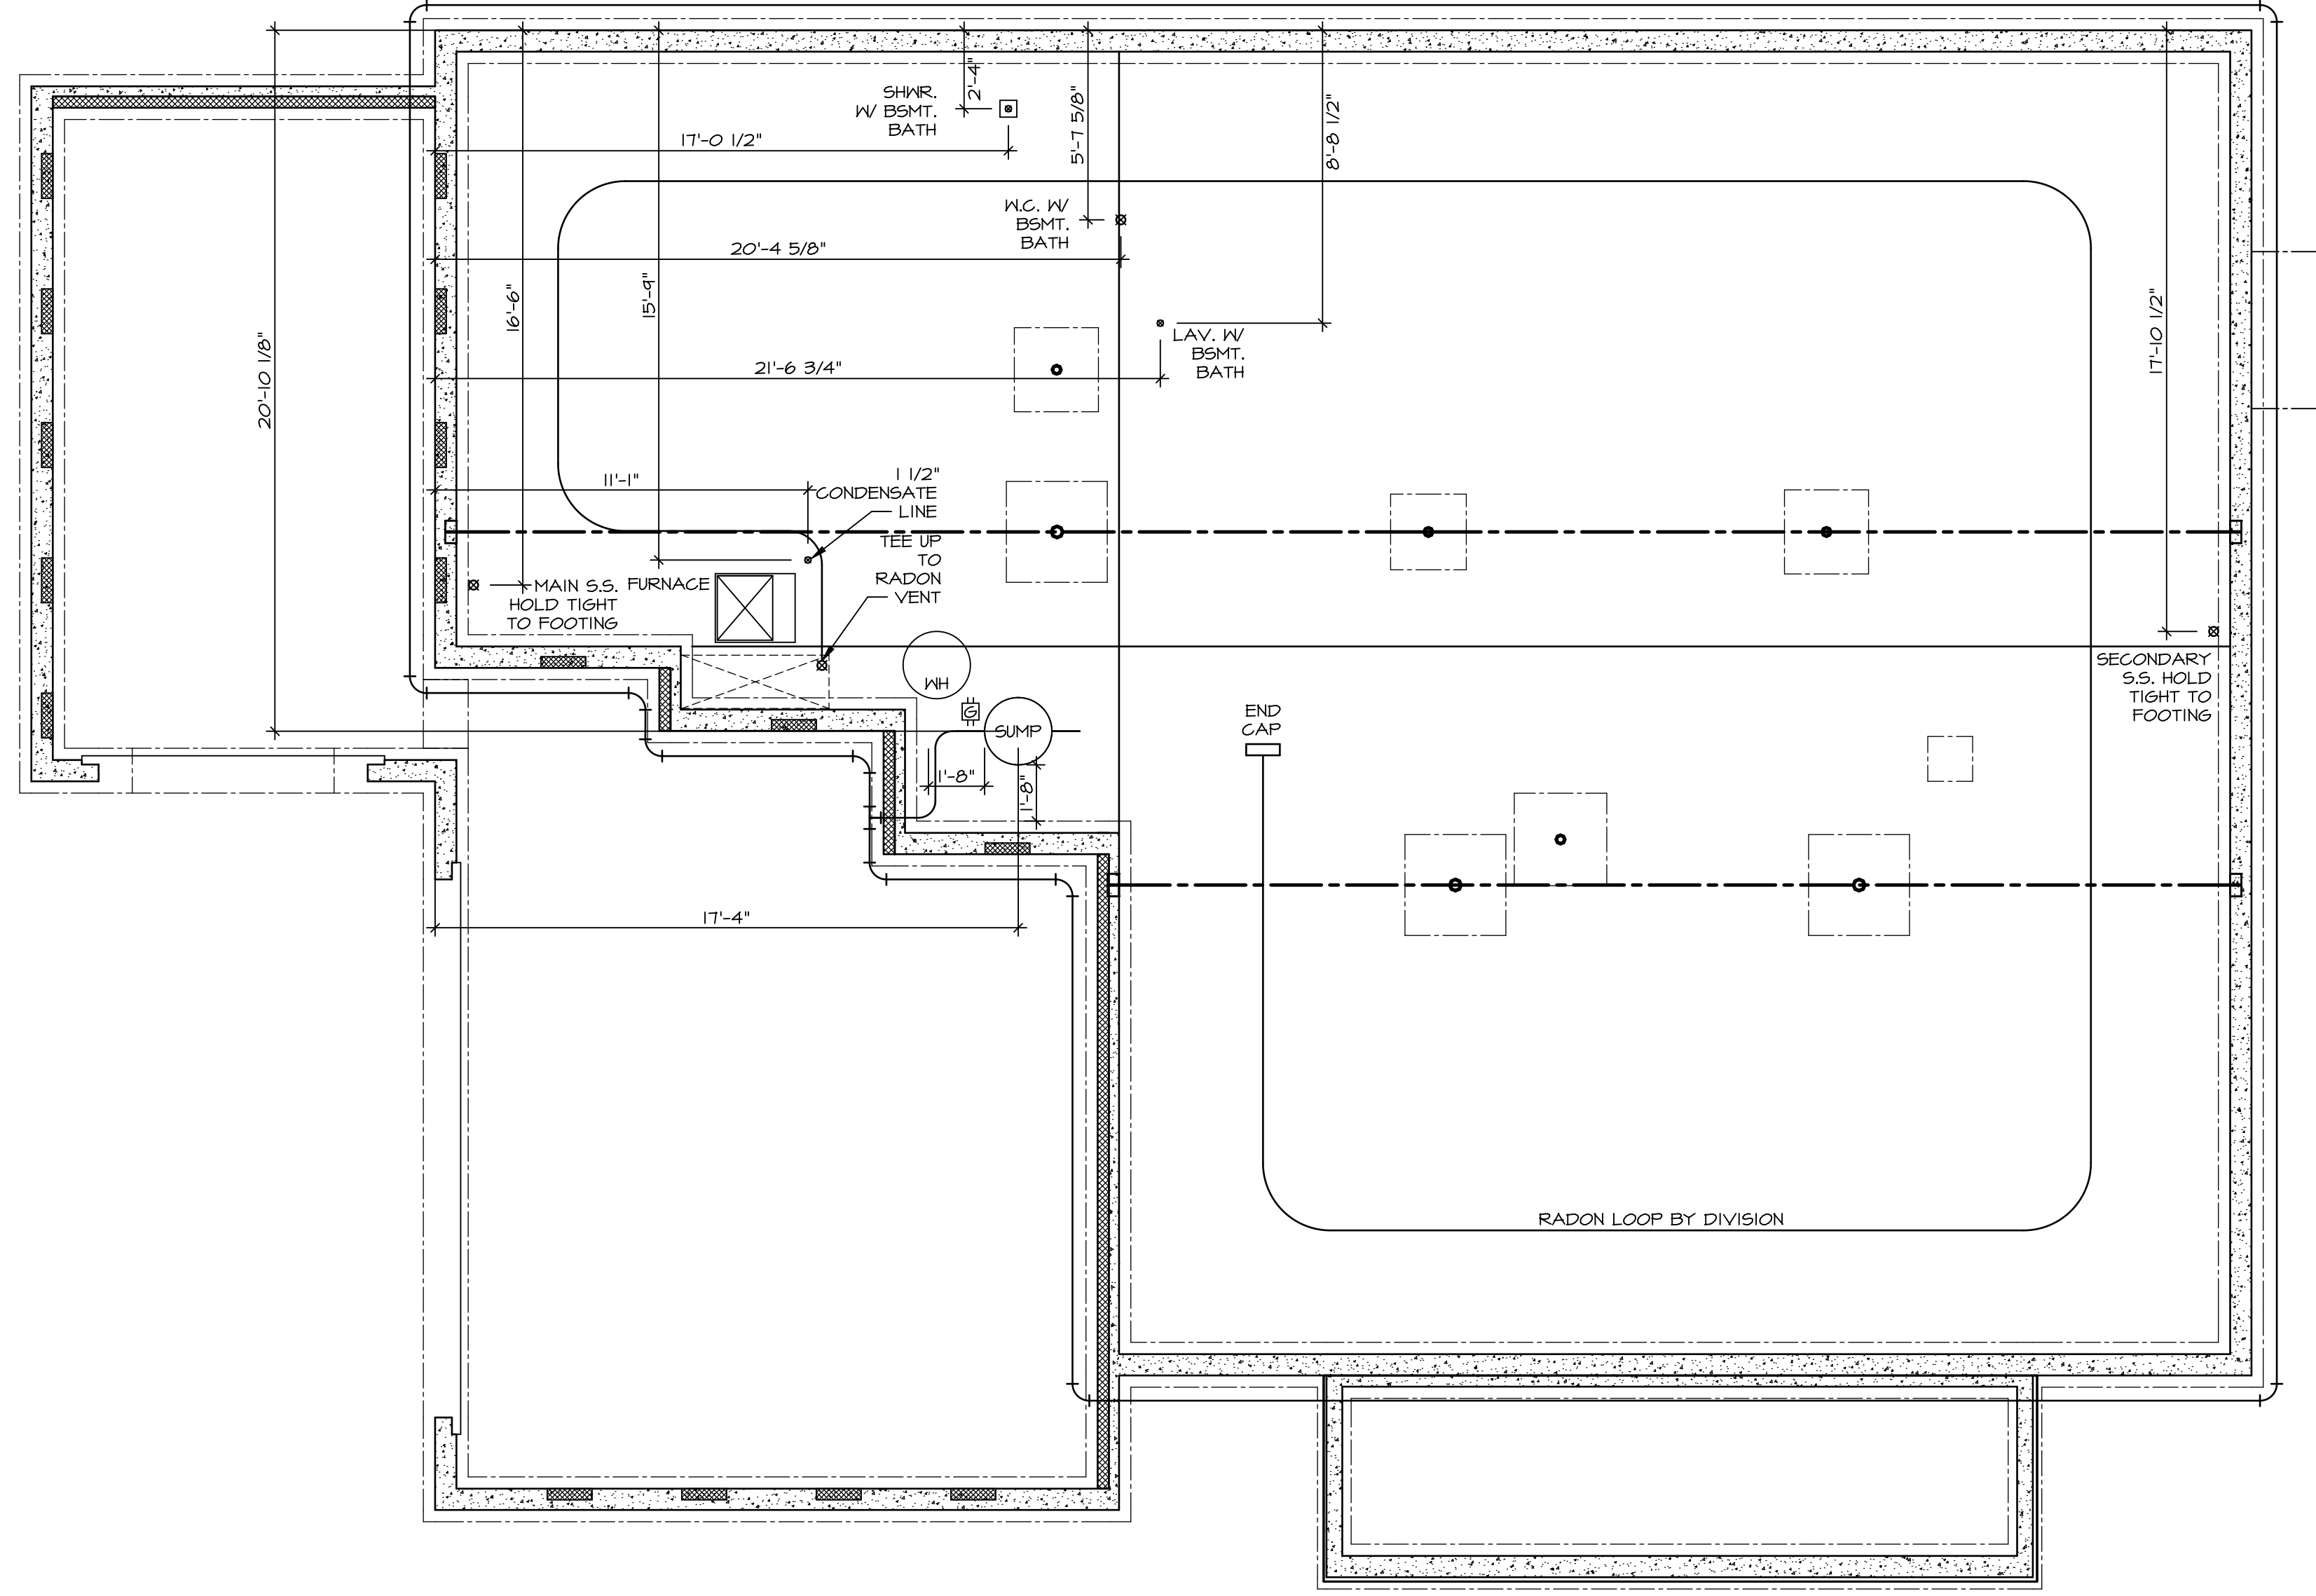 2'-4"
SHWR.
W/ BSMT.
BATH
5'-7 5/8"
8'-8 1/2"
17'-0 1/2"
W.C. W/
BSMT.
BATH
20'-4 5/8"
16'-6"
15'-9"
17'-10 1/2"
20'-10 1/8"
LAV. W/
BSMT.
BATH
21'-6 3/4"
11'-1"
1 1/2"
CONDENSATE
LINE
TEE UP
TO
RADON
VENT
MAIN S.S.
HOLD TIGHT
TO FOOTING
FURNACE
WH
SECONDARY
S.S. HOLD
TIGHT TO
FOOTING
G
SUMP
END
CAP
1'-8"
1'-8"
17'-4"
RADON LOOP BY DIVISION